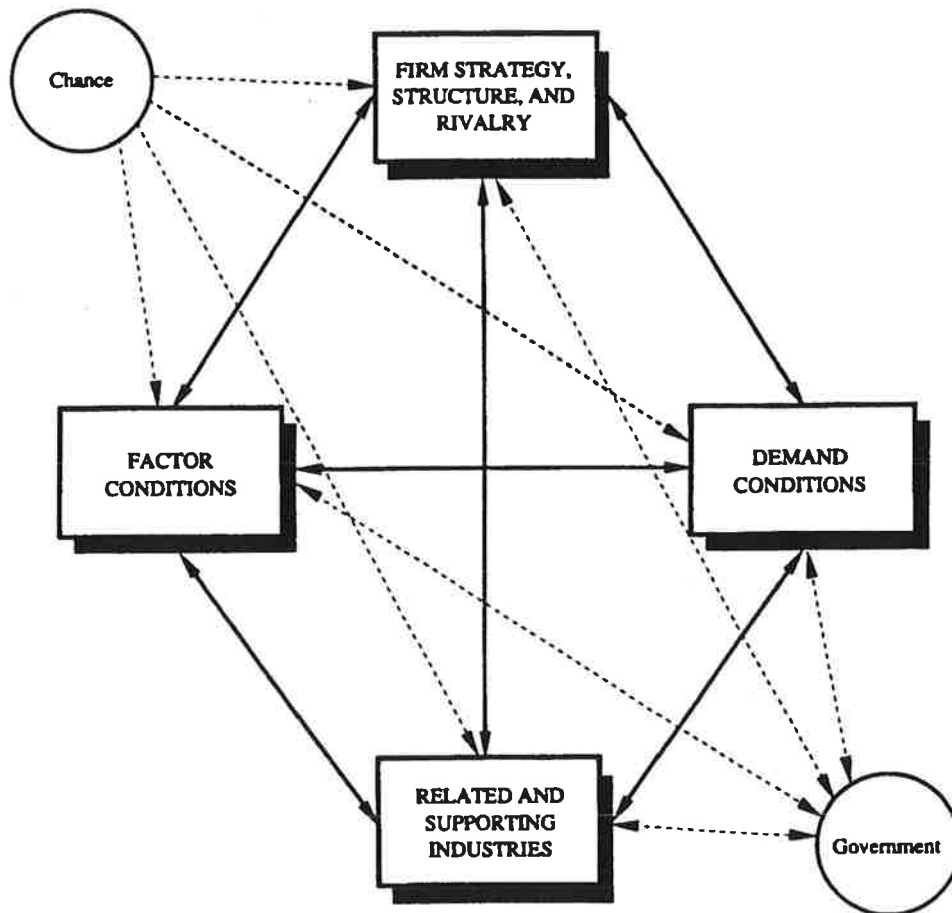 Chance
FIRM STRATEGY,
STRUCTURE, AND
RIVALRY
FACTOR
CONDITIONS
DEMAND
CONDITIONS
RELATED AND
SUPPORTING
INDUSTRIES
Government